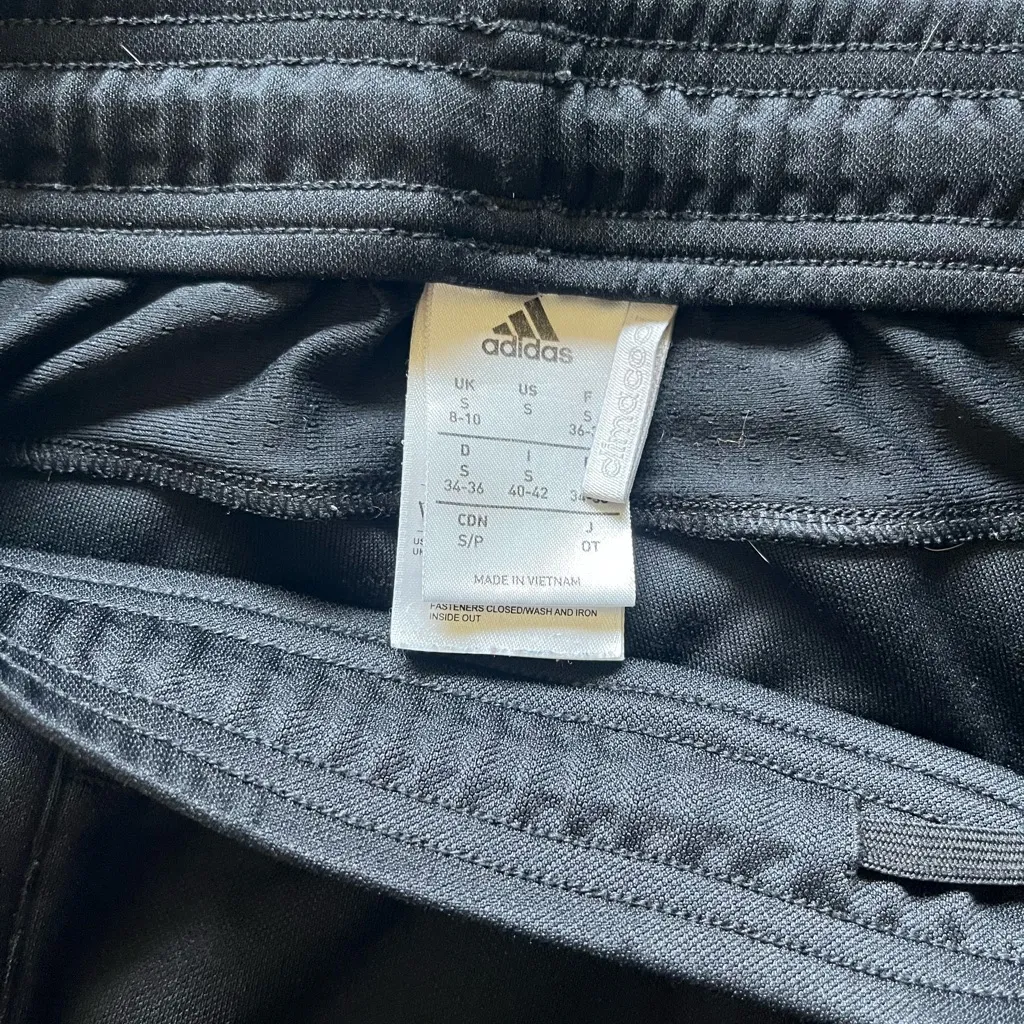 adidas
climacool
UK US F
S S S
8-10 36-
D I
S S
34-36 40-42 34-
CDN J
S/P OT
MADE IN VIETNAM
FASTENERS CLOSED/WASH AND IRON
INSIDE OUT